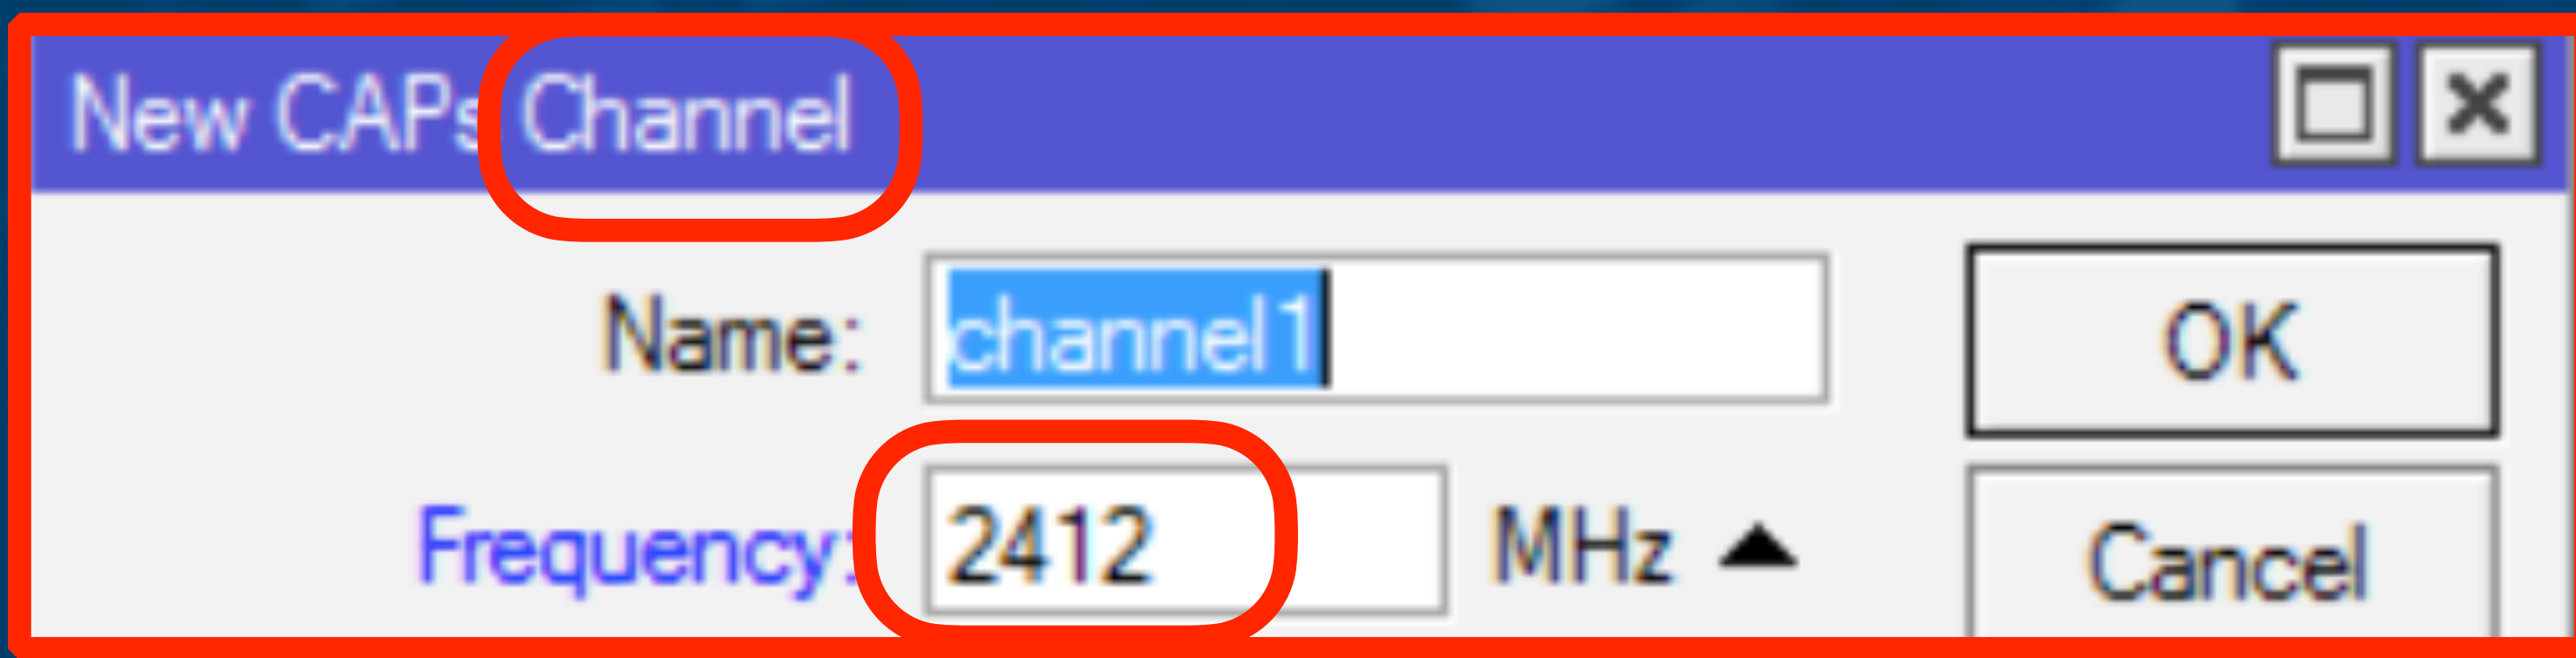 New CAPs Channel
Name: channel1 OK
Frequency: 2412 MHz Cancel